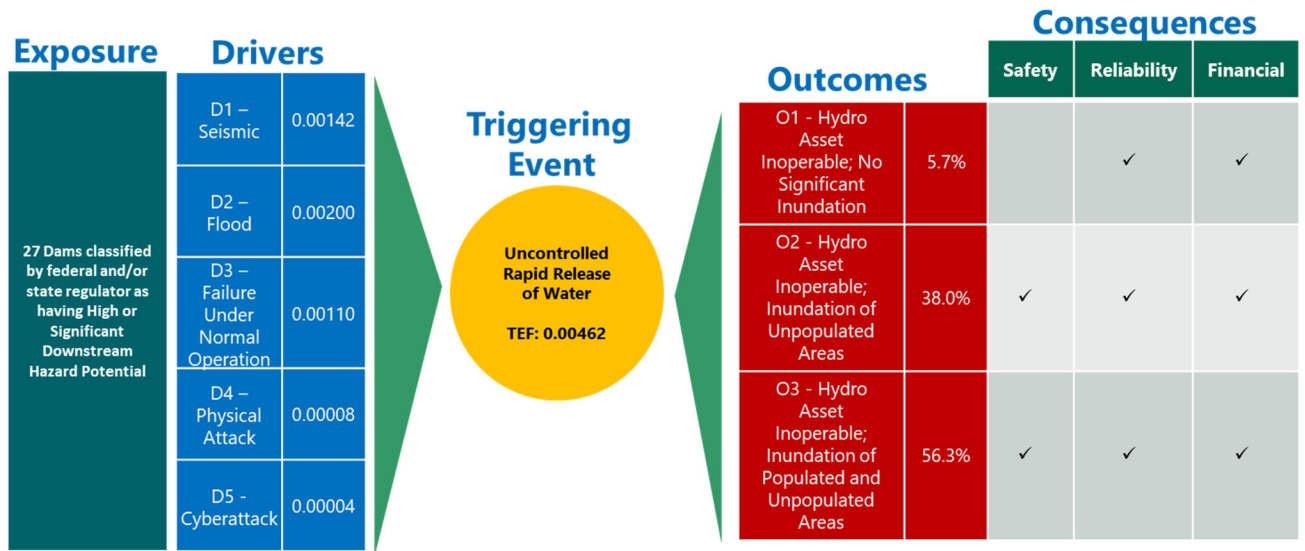 Exposure
27 Dams classified
by federal and/or
state regulator as
having High or
Significant
Downstream
Hazard Potential
Drivers
D1 –
Seismic
0.00142
D2 –
Flood
0.00200
D3 –
Failure
Under
Normal
Operation
0.00110
D4 –
Physical
Attack
0.00008
D5 -
Cyberattack
0.00004
Triggering
Event
Uncontrolled
Rapid Release
of Water
TEF: 0.00462
Outcomes
Consequences
Safety
Reliability
Financial
O1 - Hydro
Asset
Inoperable; No
Significant
Inundation
5.7%
✓
✓
O2 - Hydro
Asset
Inoperable;
Inundation of
Unpopulated
Areas
38.0%
✓
✓
✓
O3 - Hydro
Asset
Inoperable;
Inundation of
Populated and
Unpopulated
Areas
56.3%
✓
✓
✓